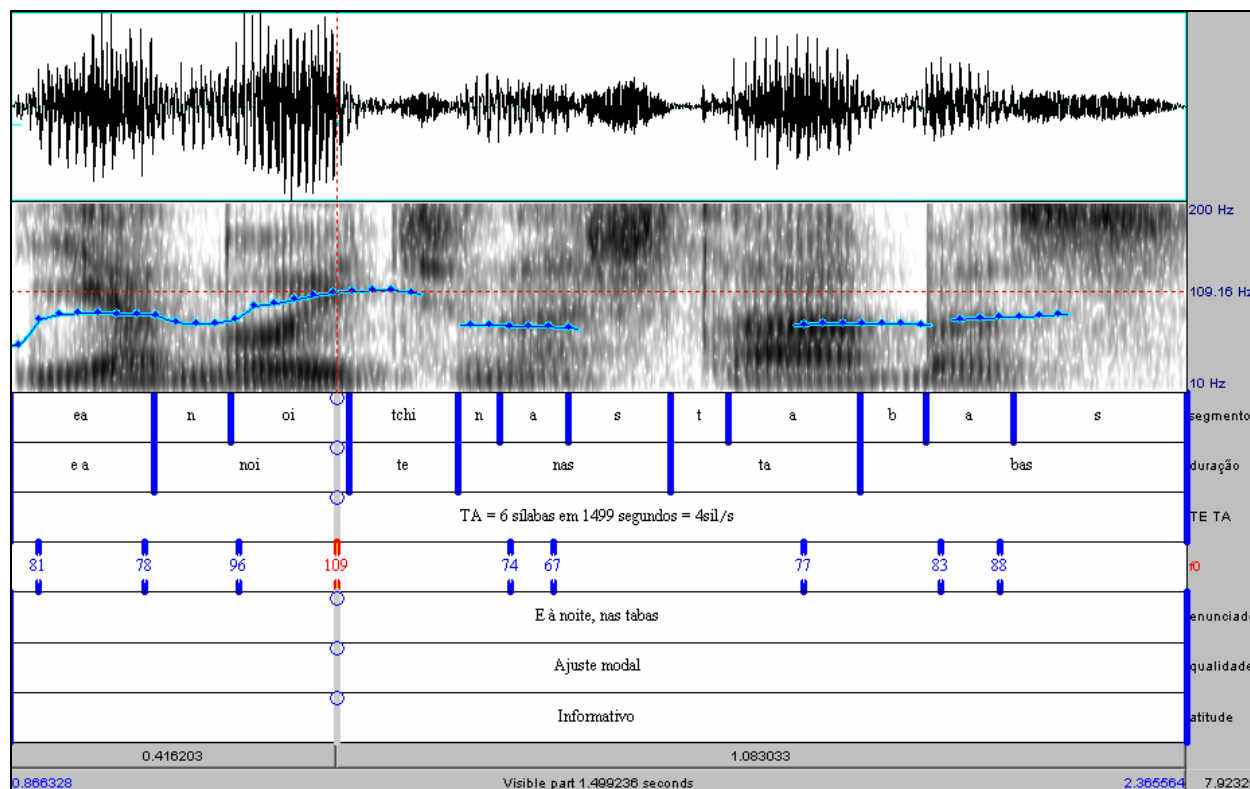 200 Hz
109.16 Hz
10 Hz
ea n oi tchi n a s t a b a s segmento
e a noi te nas ta bas duração
TA = 6 sílabas em 1499 segundos = 4sil/s TE TA
81 78 96 109 74 67 77 83 88 f0
E à noite, nas tabas enunciado
Ajuste modal qualidade
Informativo atitude
0.416203 1.083033
0.866328 Visible part 1.499236 seconds 2.365564 7.92320